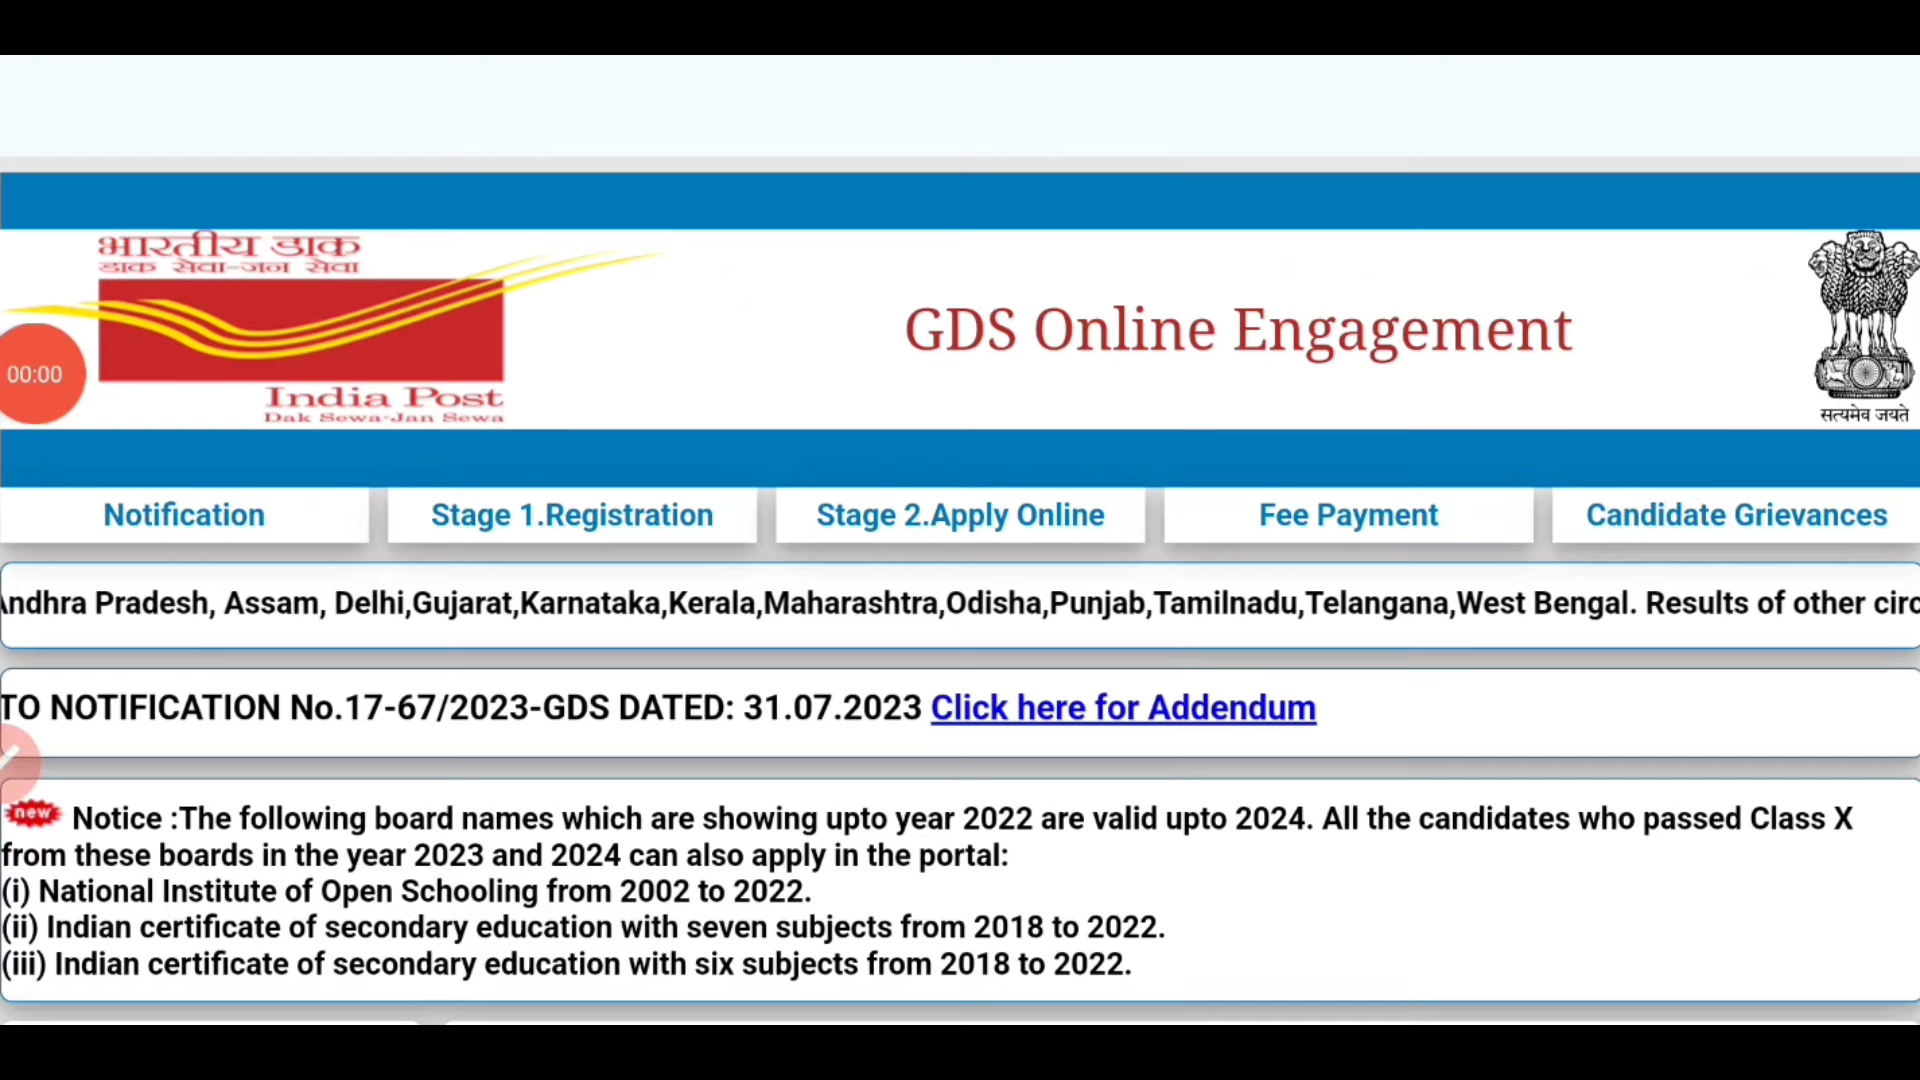 भारतीय डाक
डाक सेवा-जन सेवा
India Post
Dak Sewa-Jan Sewa
GDS Online Engagement
सत्यमेव जयते
00:00
Notification
Stage 1.Registration
Stage 2.Apply Online
Fee Payment
Candidate Grievances
Andhra Pradesh, Assam, Delhi,Gujarat,Karnataka,Kerala,Maharashtra,Odisha,Punjab,Tamilnadu,Telangana,West Bengal. Results of other circ
TO NOTIFICATION No.17-67/2023-GDS DATED: 31.07.2023 Click here for Addendum
new Notice :The following board names which are showing upto year 2022 are valid upto 2024. All the candidates who passed Class X
from these boards in the year 2023 and 2024 can also apply in the portal:
(i) National Institute of Open Schooling from 2002 to 2022.
(ii) Indian certificate of secondary education with seven subjects from 2018 to 2022.
(iii) Indian certificate of secondary education with six subjects from 2018 to 2022.